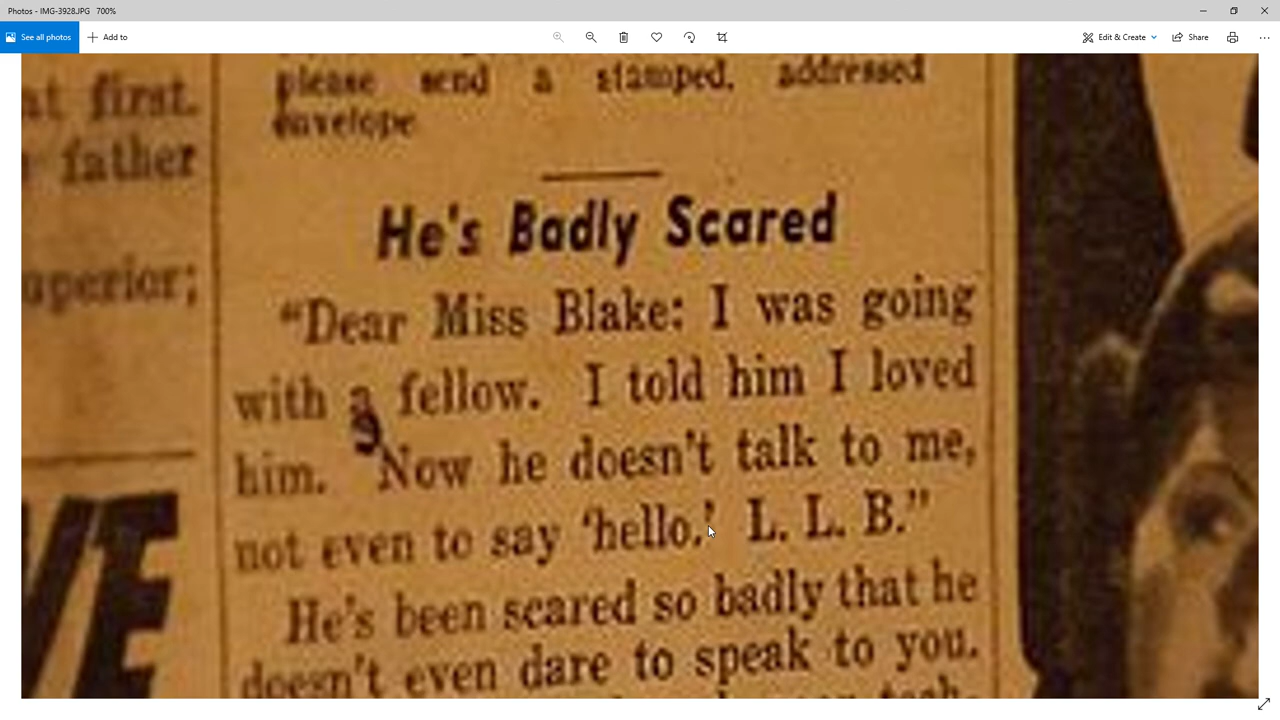 Photos - IMG-3928.JPG 700%
See all photos
Add to
Edit & Create
Share
at first.
father
uperior;
VE
please send a stamped, addressed
envelope
He's Badly Scared
"Dear Miss Blake: I was going
with a fellow. I told him I loved
him. Now he doesn't talk to me,
not even to say 'hello.' L. L. B."
He's been scared so badly that he
doesn't even dare to speak to you.